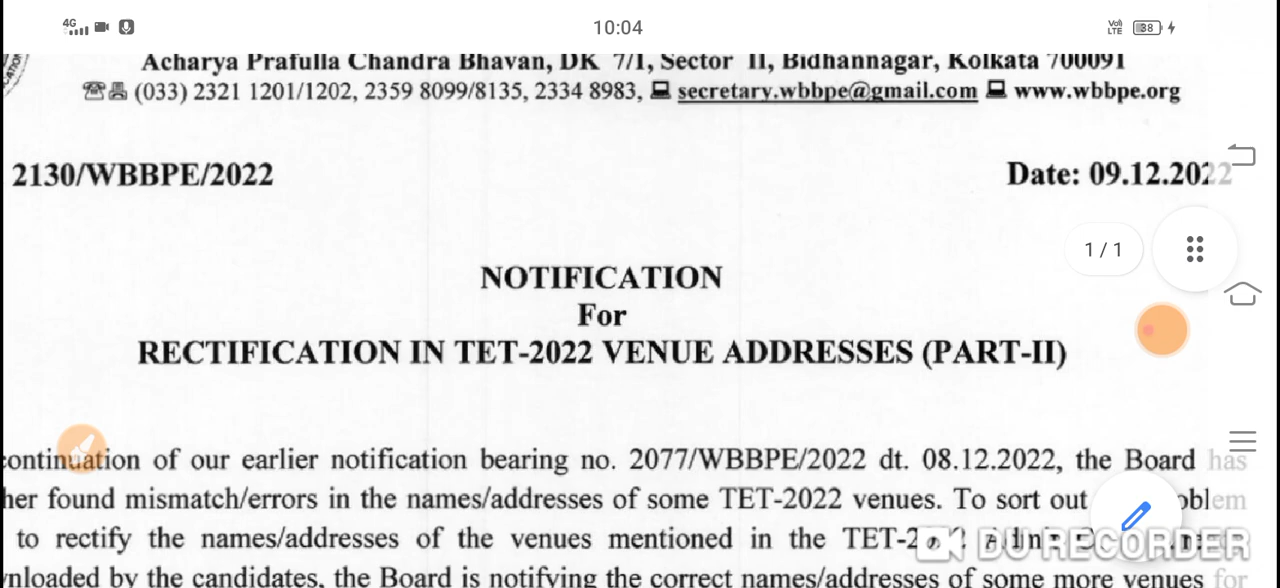 4G 10:04 Vo) LTE 38
Acharya Prafulla Chandra Bhavan, DK 7/1, Sector II, Bidhannagar, Kolkata 700091
(033) 2321 1201/1202, 2359 8099/8135, 2334 8983, secretary.wbbpe@gmail.com www.wbbpe.org
2130/WBBPE/2022 Date: 09.12.2022
1 / 1
NOTIFICATION
For
RECTIFICATION IN TET-2022 VENUE ADDRESSES (PART-II)
continuation of our earlier notification bearing no. 2077/WBBPE/2022 dt. 08.12.2022, the Board has
her found mismatch/errors in the names/addresses of some TET-2022 venues. To sort out oblem
to rectify the names/addresses of the venues mentioned in the
DU RECORDER
nloaded by the candidates, the Board is notifying the correct names/addresses of some more venues for